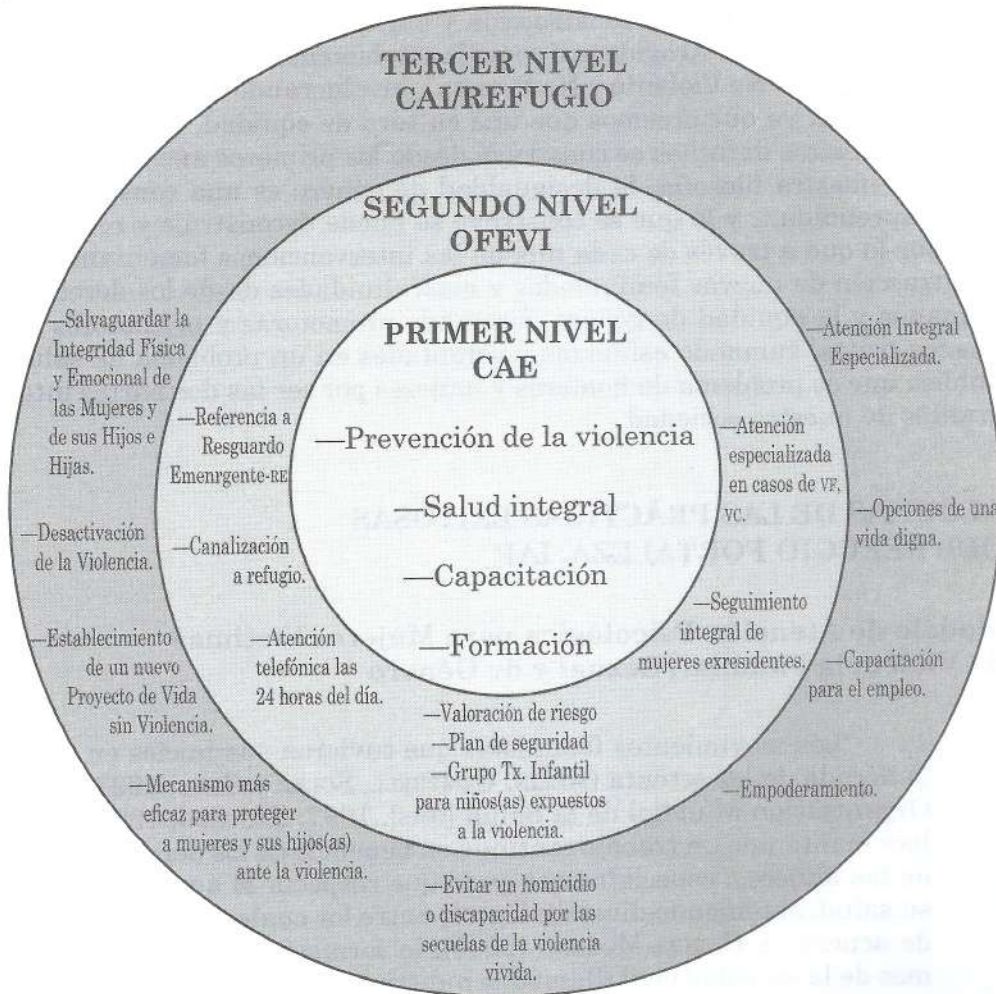 TERCER NIVEL
CAI/REFUGIO
SEGUNDO NIVEL
OFEVI
PRIMER NIVEL
CAE
—Prevención de la violencia
—Salud integral
—Capacitación
—Formación
—Referencia a
Resguardo
Emenrgente-RE
—Canalización
a refugio.
—Atención
telefónica las
24 horas del día.
—Valoración de riesgo
—Plan de seguridad
—Grupo Tx. Infantil
para niños(as) expuestos
a la violencia.
—Atención
especializada
en casos de VF,
VC.
—Seguimiento
integral de
mujeres exresidentes.
—Salvaguardar la
Integridad Física
y Emocional de
las Mujeres y
de sus Hijos e
Hijas.
—Desactivación
de la Violencia.
—Establecimiento
de un nuevo
Proyecto de Vida
sin Violencia.
—Mecanismo más
eficaz para proteger
a mujeres y sus hijos(as)
ante la violencia.
—Evitar un homicidio
o discapacidad por las
secuelas de la violencia
vivida.
—Atención Integral
Especializada.
—Opciones de una
vida digna.
—Capacitación
para el empleo.
—Empoderamiento.